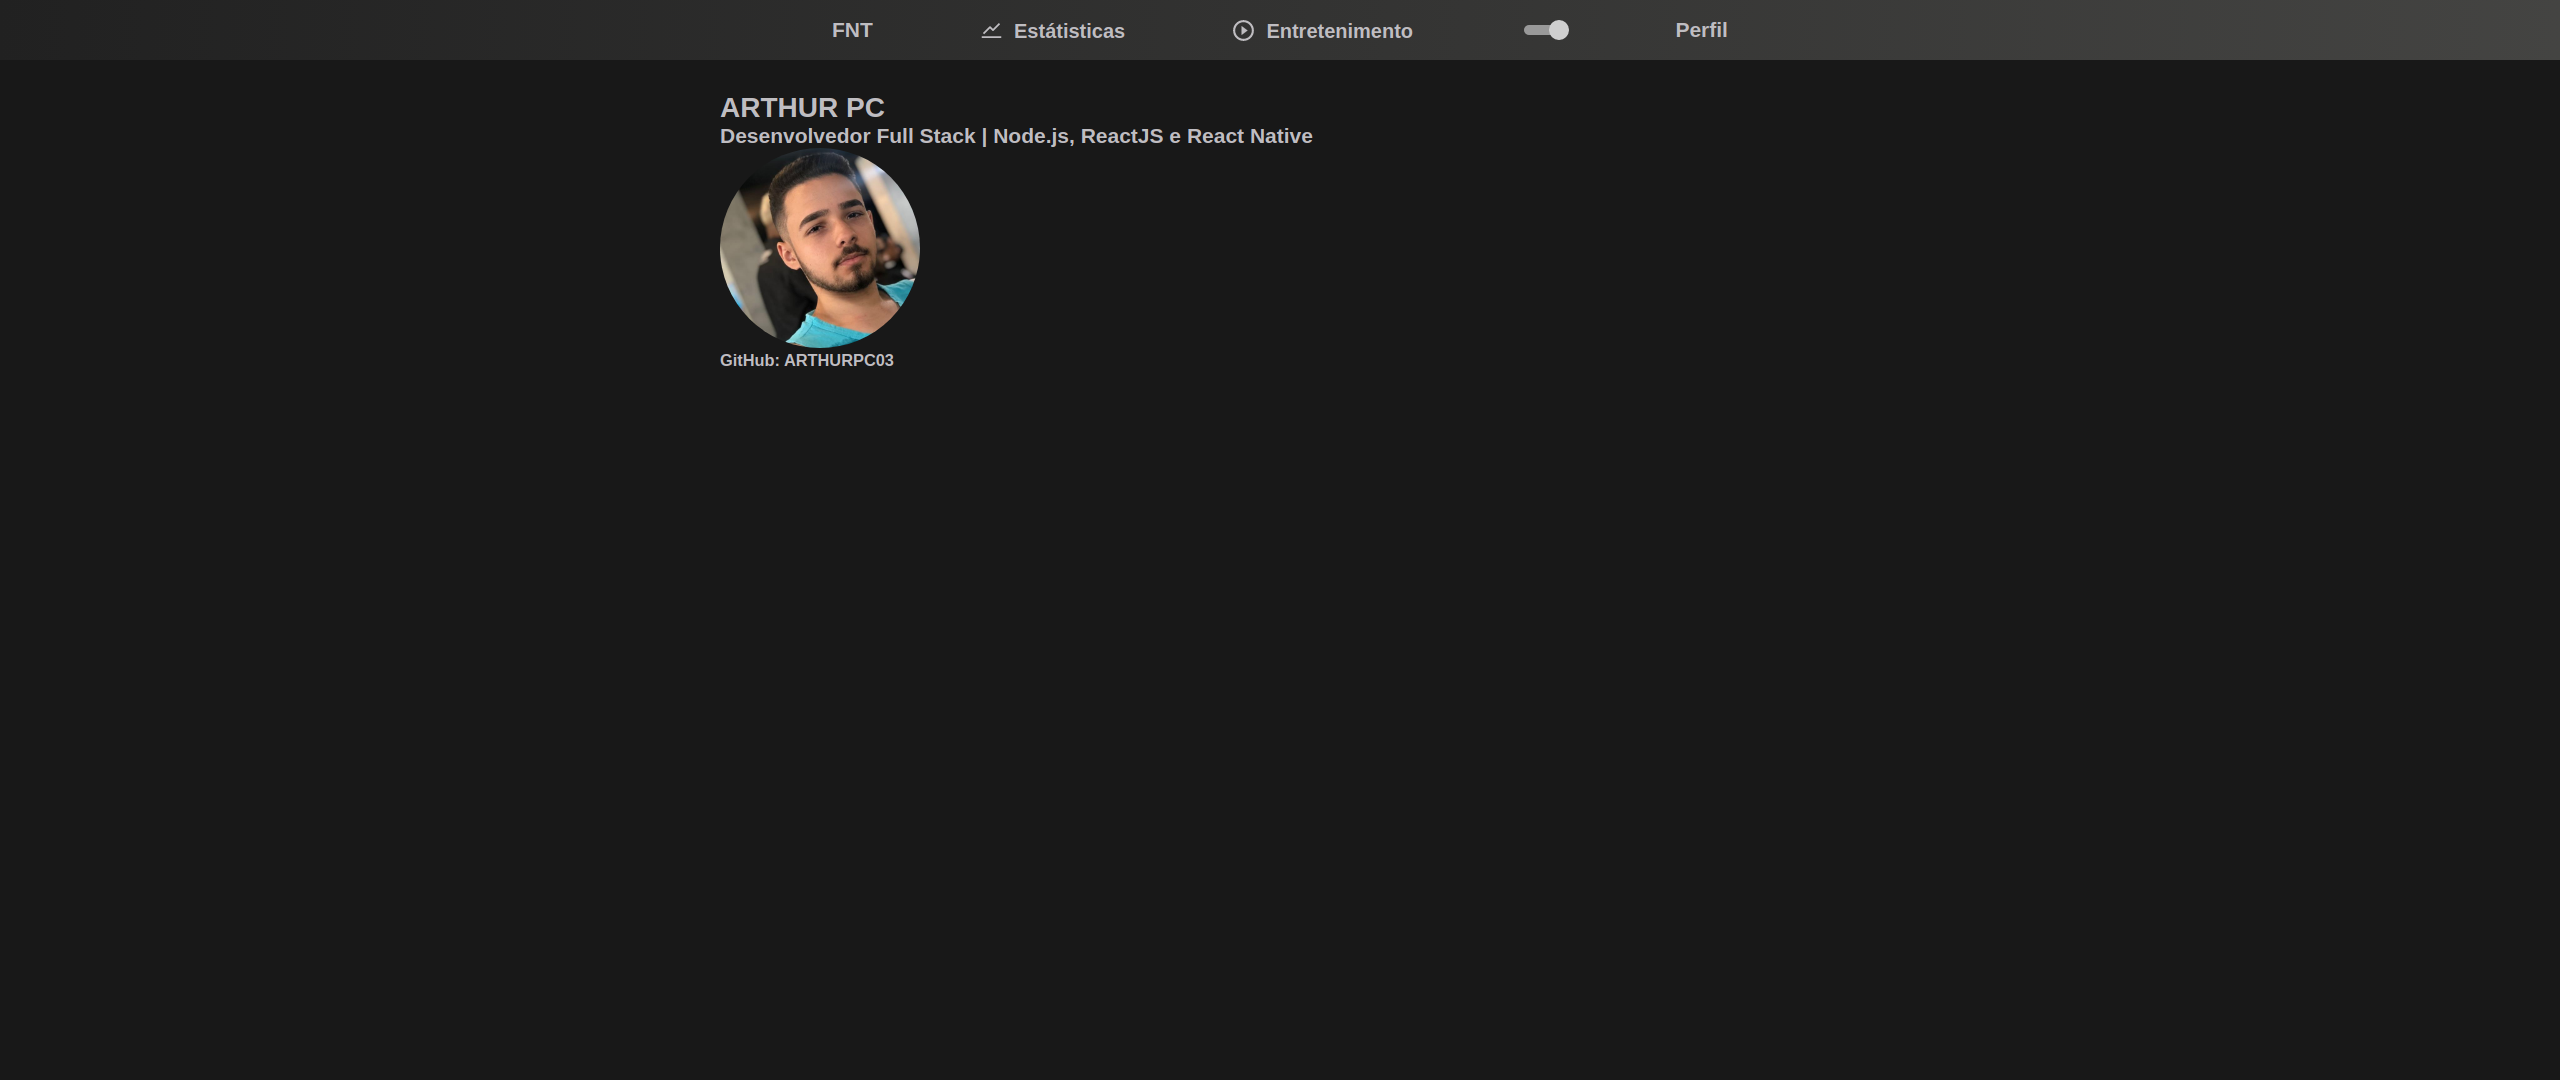 FNT Estátisticas Entretenimento Perfil
ARTHUR PC
Desenvolvedor Full Stack | Node.js, ReactJS e React Native
GitHub: ARTHURPC03